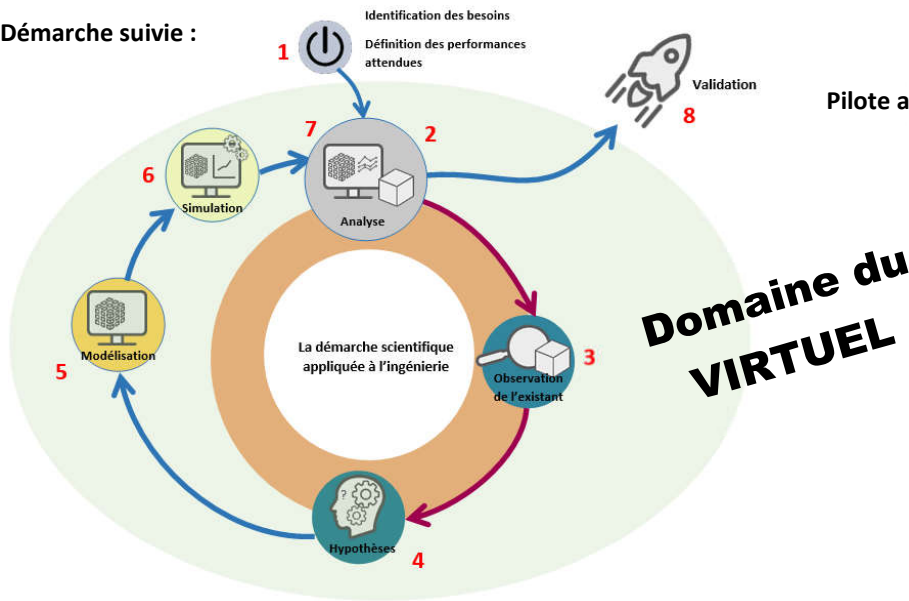 Démarche suivie :
Identification des besoins
1
Définition des performances
attendues
Validation
8
Pilote a
7
2
6
Simulation
Analyse
Domaine du
VIRTUEL
La démarche scientifique
appliquée à l'ingénierie
Modélisation
5
3
Observation
de l'existant
?
Hypothèses
4